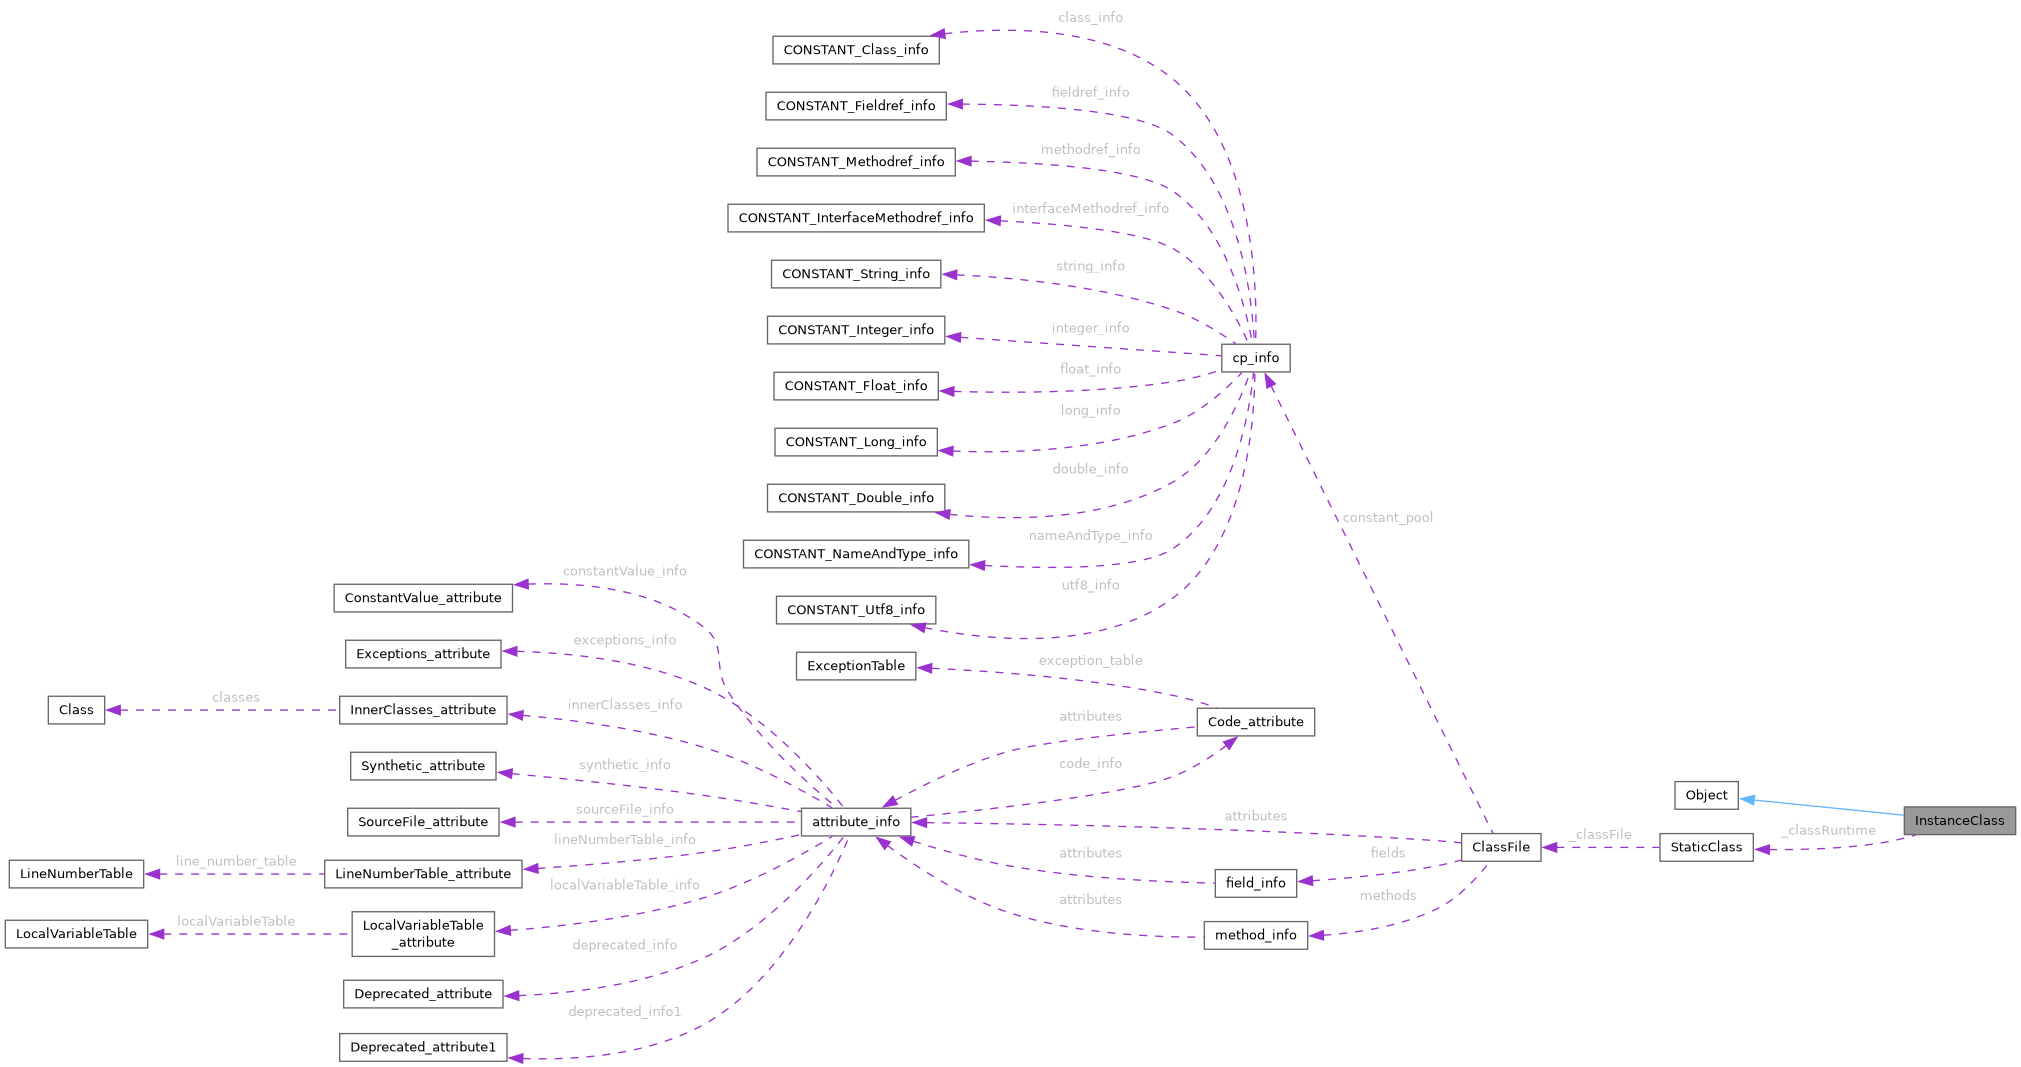 class_info
CONSTANT_Class_info
fieldref_info
CONSTANT_Fieldref_info
methodref_info
CONSTANT_Methodref_info
interfaceMethodref_info
CONSTANT_InterfaceMethodref_info
string_info
CONSTANT_String_info
integer_info
CONSTANT_Integer_info
cp_info
float_info
CONSTANT_Float_info
long_info
CONSTANT_Long_info
double_info
CONSTANT_Double_info
constant_pool
nameAndType_info
CONSTANT_NameAndType_info
constantValue_info
utf8_info
ConstantValue_attribute
CONSTANT_Utf8_info
exceptions_info
Exceptions_attribute
exception_table
ExceptionTable
classes
innerClasses_info
Class
InnerClasses_attribute
attributes
Code_attribute
synthetic_info
Synthetic_attribute
code_info
Object
sourceFile_info
SourceFile_attribute
attribute_info
attributes
InstanceClass
_classRuntime
lineNumberTable_info
_classFile
ClassFile
StaticClass
line_number_table
LineNumberTable
LineNumberTable_attribute
attributes
fields
field_info
localVariableTable_info
attributes
methods
localVariableTable
LocalVariableTable
LocalVariableTable
_attribute
method_info
deprecated_info
Deprecated_attribute
deprecated_info1
Deprecated_attribute1